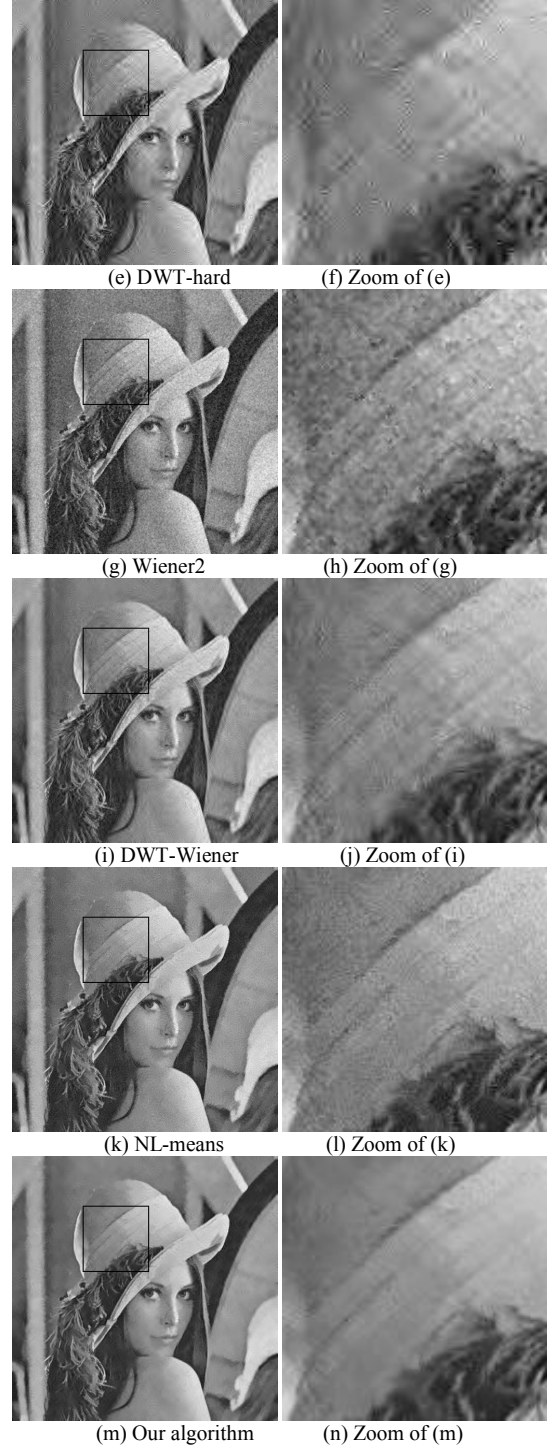 (e) DWT-hard (f) Zoom of (e)
(g) Wiener2 (h) Zoom of (g)
(i) DWT-Wiener (j) Zoom of (i)
(k) NL-means (l) Zoom of (k)
(m) Our algorithm (n) Zoom of (m)